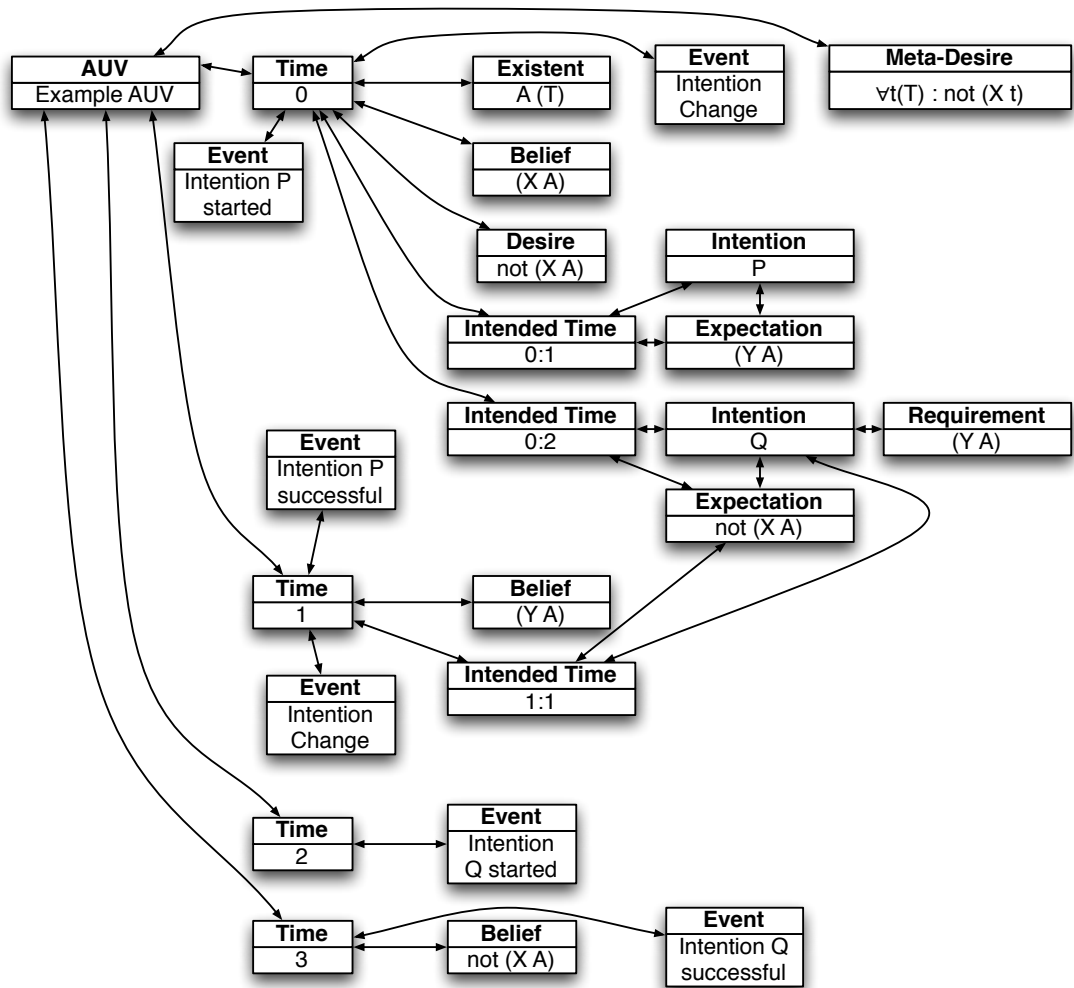 AUV
Example AUV
Time
0
Existent
A (T)
Event
Intention
Change
Meta-Desire
∀t(T) : not (X t)
Event
Intention P
started
Belief
(X A)
Desire
not (X A)
Intention
P
Intended Time
0:1
Expectation
(Y A)
Intended Time
0:2
Intention
Q
Requirement
(Y A)
Event
Intention P
successful
Expectation
not (X A)
Time
1
Belief
(Y A)
Event
Intention
Change
Intended Time
1:1
Time
2
Event
Intention
Q started
Time
3
Belief
not (X A)
Event
Intention Q
successful